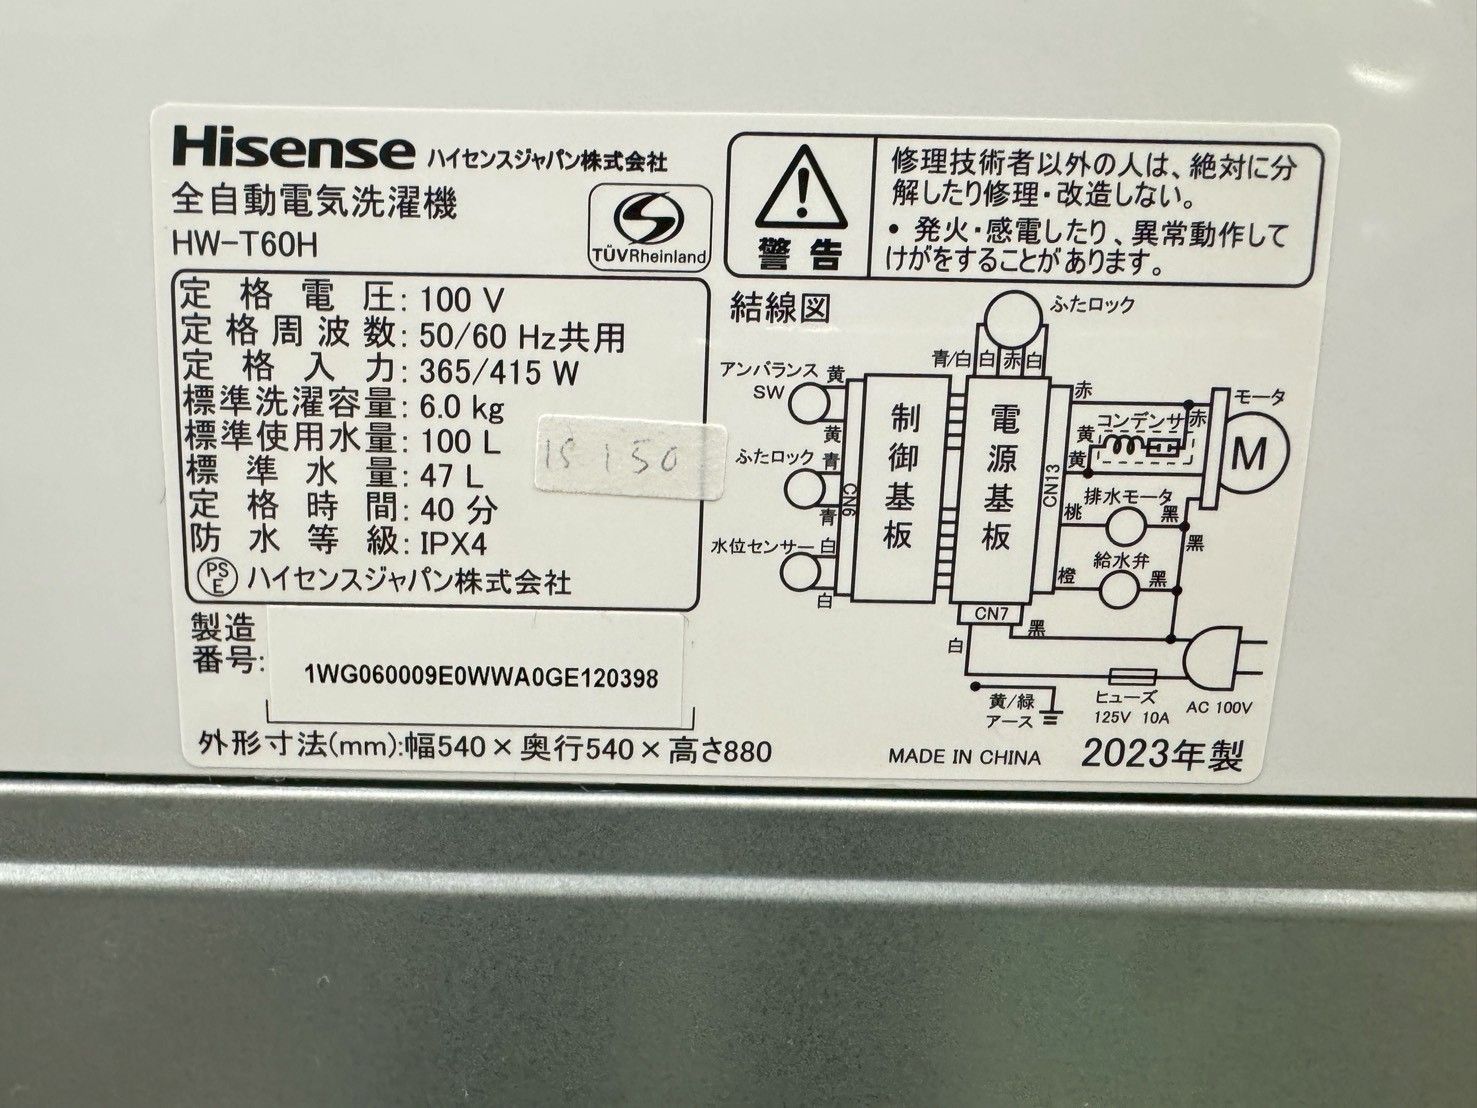 Hisense ハイセンスジャパン株式会社
全自動電気洗濯機
HW-T60H
TÜVRheinland
定格電圧: 100 V
定格周波数: 50/60 Hz共用
定格入力: 365/415 W
標準洗濯容量: 6.0 kg
標準使用水量: 100 L
標準水量: 47 L
定格時間: 40 分
防水等級: IPX4
PSE ハイセンスジャパン株式会社
15 150
製造
番号:
1WG060009E0WWA0GE120398
外形寸法(mm):幅540×奥行540×高さ880
警告
修理技術者以外の人は、絶対に分
解したり修理・改造しない。
• 発火・感電したり、異常動作して
けがをすることがあります。
結線図
ふたロック
青/白 白 赤 白
アンバランス
SW
黄
黄
ふたロック 青
青
水位センサー 白
白
CN6
制御基板
電源基板
CN13
CN7
赤
コンデンサ
赤
黄
黄
モータ
M
排水モータ
桃
黒
黒
給水弁
橙
黒
白
黒
黄/緑
アース
ヒューズ
125V 10A
AC 100V
MADE IN CHINA
2023年製